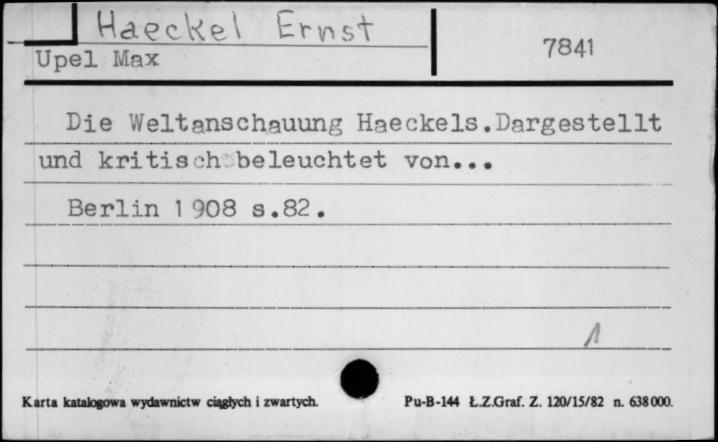 Haeckel Ernst
Upel Max
7841
Die Weltanschauung Haeckels.Dargestellt
und kritisch beleuchtet von...
Berlin 1908 s.82.
1
Karta katalogowa wydawnictw ciągłych i zwartych.
Pu-B-144 Ł.Z.Graf. Z. 120/15/82 n. 638000.